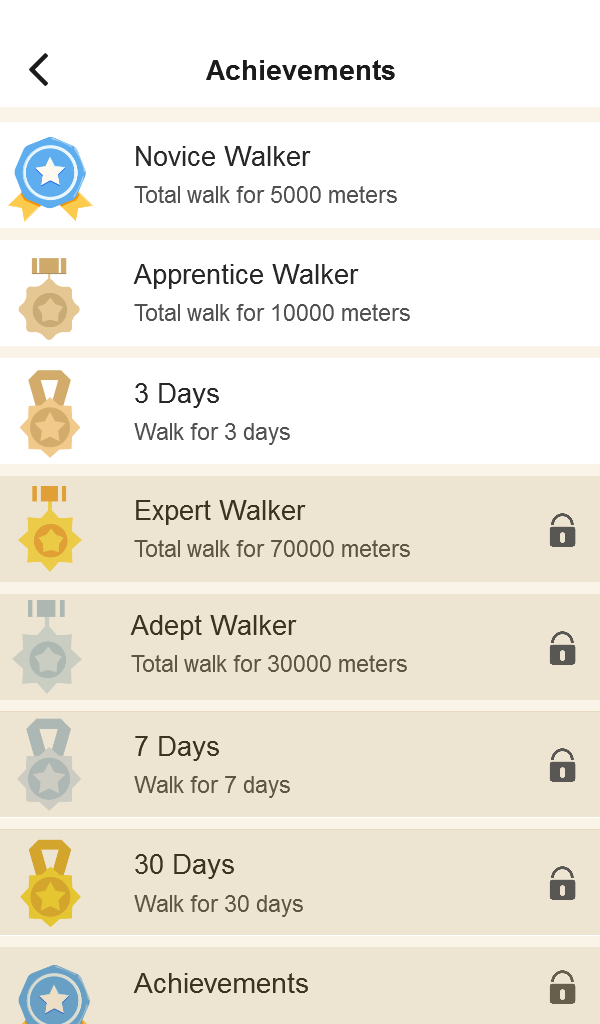 Achievements
Novice Walker
Total walk for 5000 meters
Apprentice Walker
Total walk for 10000 meters
3 Days
Walk for 3 days
Expert Walker
Total walk for 70000 meters
Adept Walker
Total walk for 30000 meters
7 Days
Walk for 7 days
30 Days
Walk for 30 days
Achievements